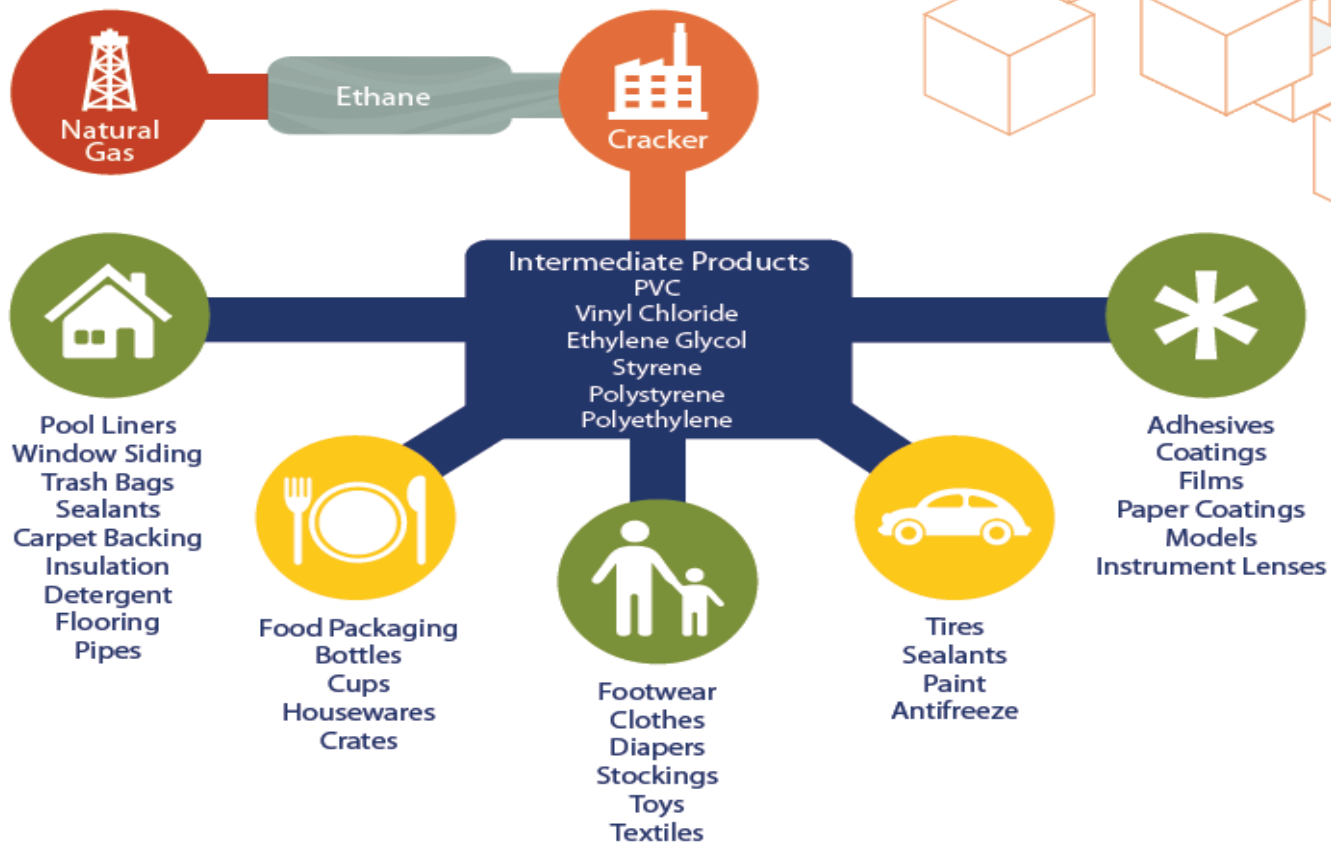 Natural
Gas
Ethane
Cracker
Intermediate Products
PVC
Vinyl Chloride
Ethylene Glycol
Styrene
Polystyrene
Polyethylene
Pool Liners
Window Siding
Trash Bags
Sealants
Carpet Backing
Insulation
Detergent
Flooring
Pipes
Food Packaging
Bottles
Cups
Housewares
Crates
Footwear
Clothes
Diapers
Stockings
Toys
Textiles
Tires
Sealants
Paint
Antifreeze
Adhesives
Coatings
Films
Paper Coatings
Models
Instrument Lenses